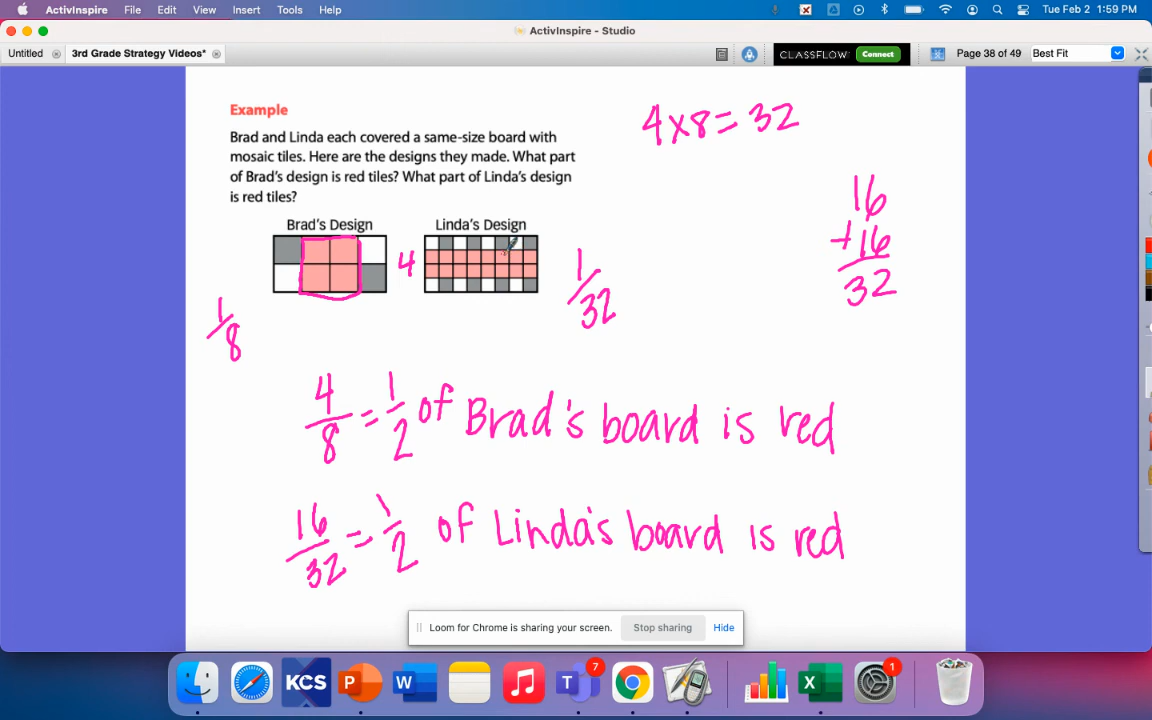 ActivInspire File Edit View Insert Tools Help Tue Feb 2 1:59 PM
ActivInspire - Studio
Untitled 3rd Grade Strategy Videos* CLASSFLOW Connect Page 38 of 49 Best Fit
Example
Brad and Linda each covered a same-size board with
mosaic tiles. Here are the designs they made. What part
of Brad's design is red tiles? What part of Linda's design
is red tiles?
4x8=32
16
+16
32
Brad's Design Linda's Design
4
1/8
1/32
4/8 = 1/2 of Brad's board is red
16/32 = 1/2 of Linda's board is red
Loom for Chrome is sharing your screen. Stop sharing Hide
KCS P W T 7 X 1